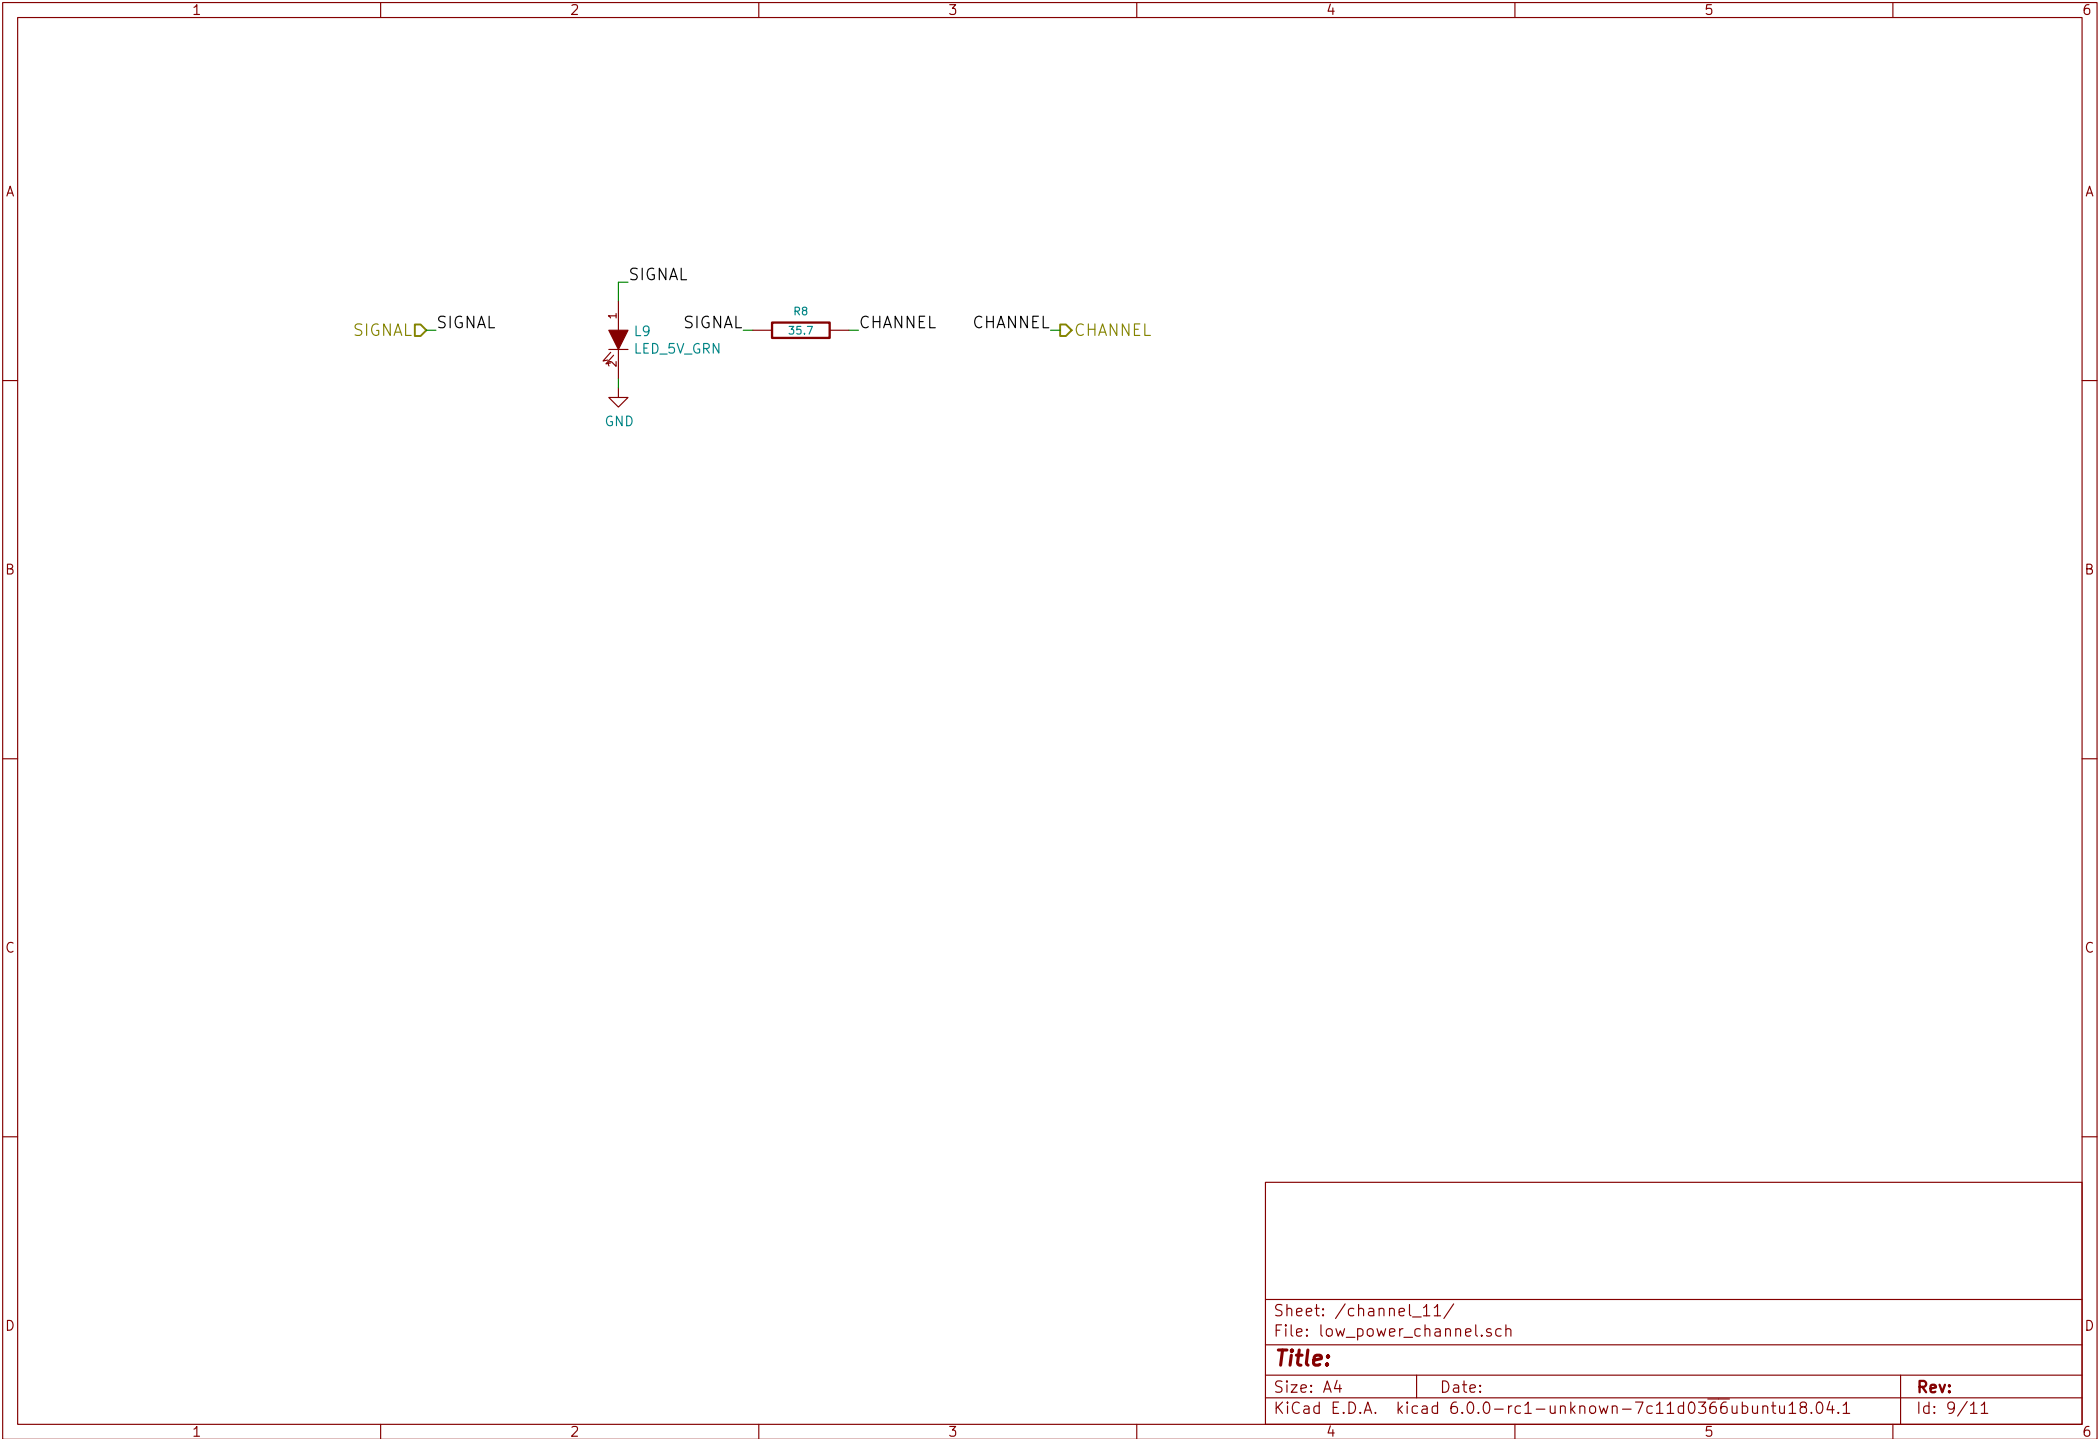 1 2 3 4 5 6
A A
SIGNAL
SIGNAL SIGNAL
1
L9
LED_5V_GRN
2
SIGNAL R8 35.7 CHANNEL
CHANNEL CHANNEL
GND
B B
C C
D D
Sheet: /channel_11/
File: low_power_channel.sch
Title:
Size: A4 Date: Rev:
KiCad E.D.A. kicad 6.0.0-rc1-unknown-7c11d0366ubuntu18.04.1 Id: 9/11
1 2 3 4 5 6